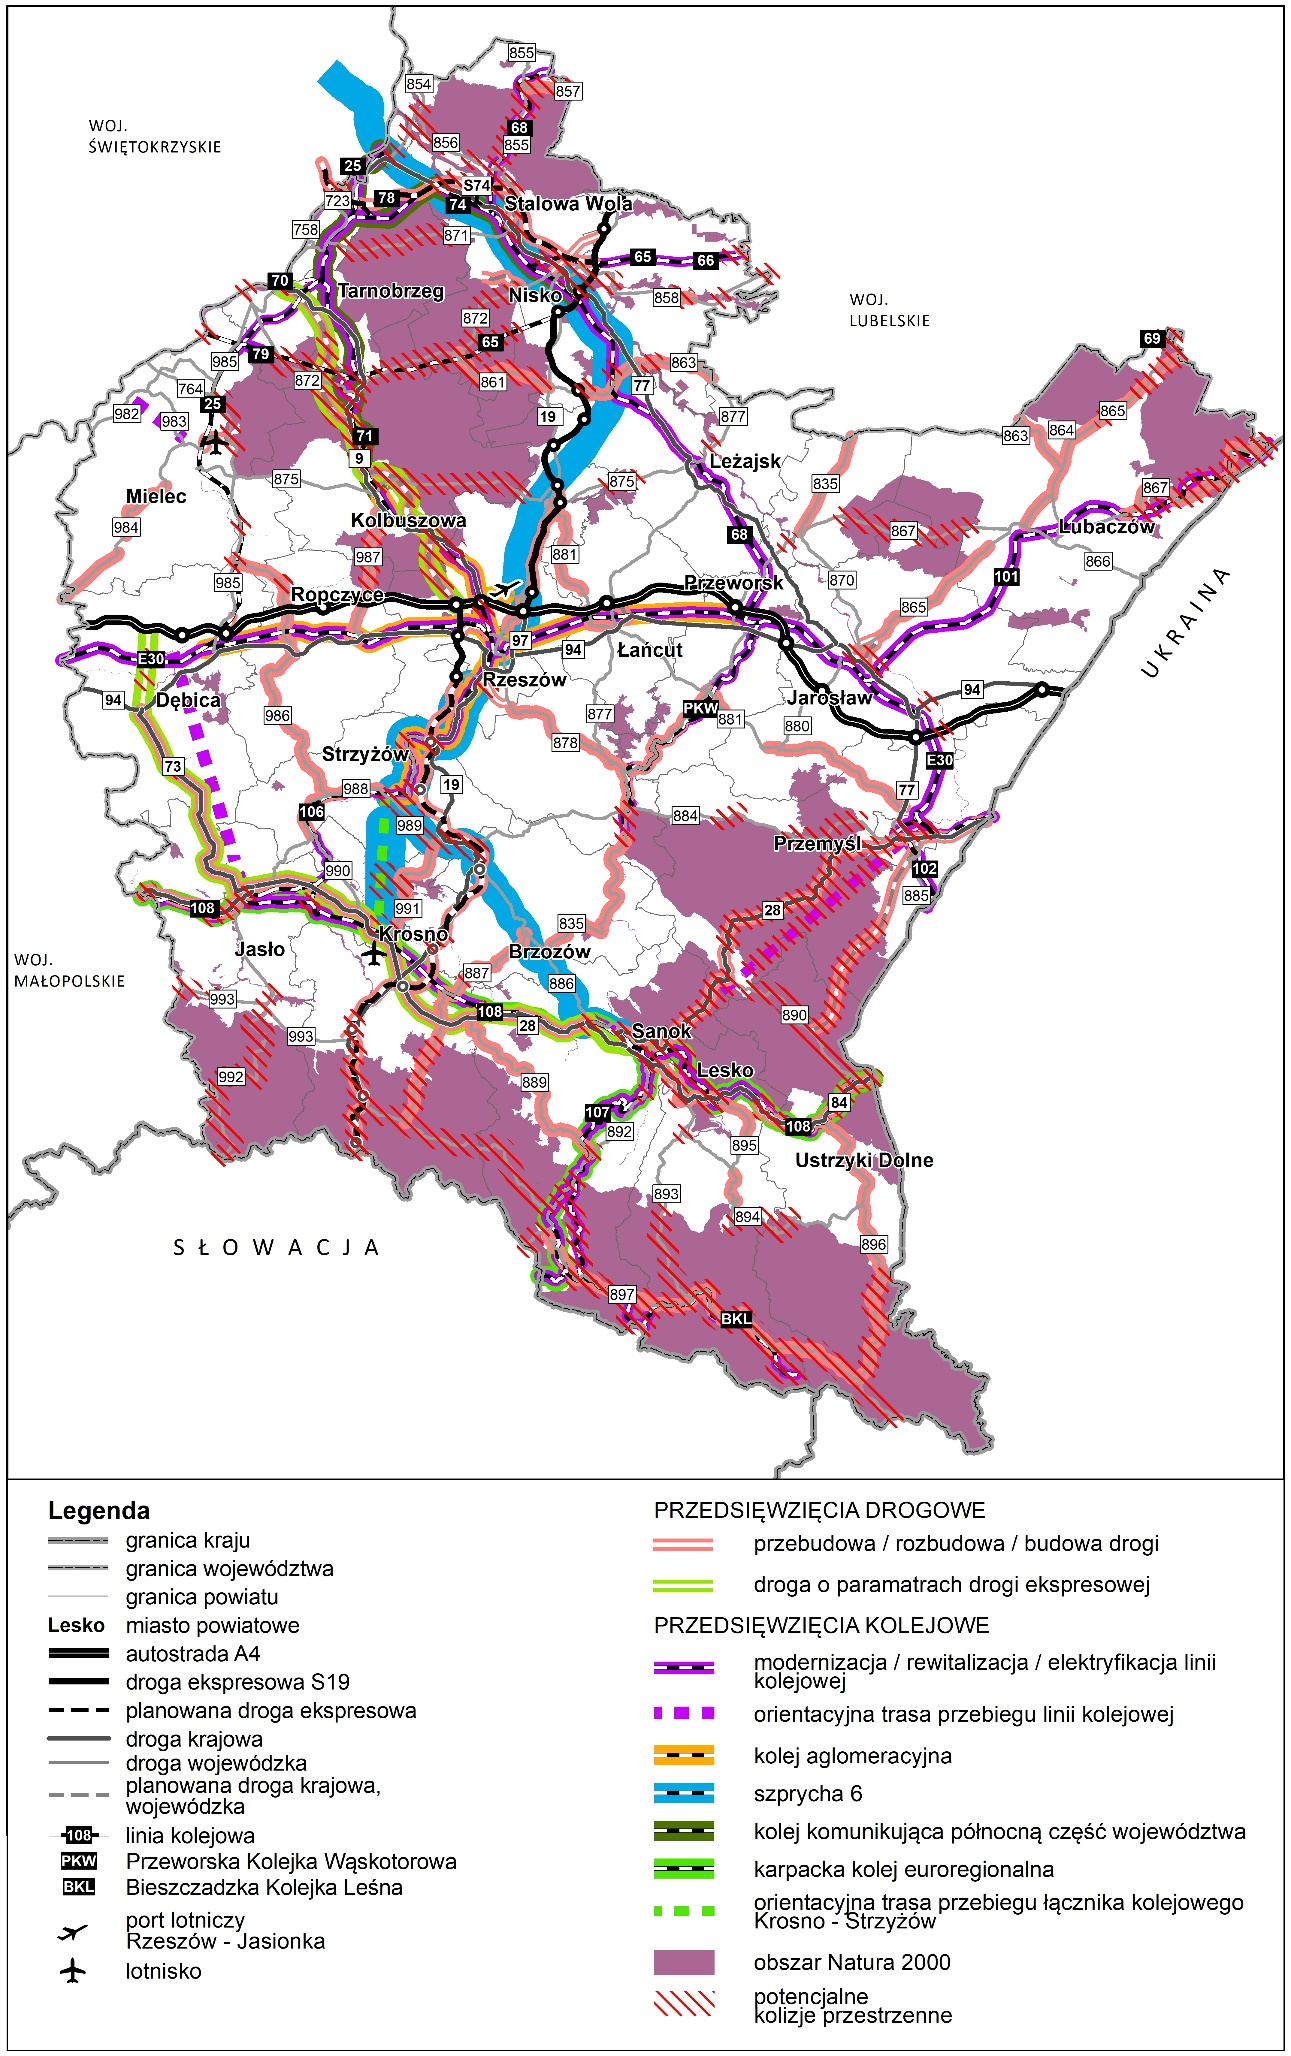 855
854
857
WOJ.
ŚWIĘTOKRZYSKIE
68
856
855
25
S74
723
78
74
Stalowa Wola
758
871
65
66
70
Tarnobrzeg
Nisko
858
WOJ.
LUBELSKIE
872
65
69
79
985
863
872
861
77
764
25
982
983
19
877
865
864
863
71
9
Leżajsk
875
875
835
867
Mielec
Kolbuszowa
867
Lubaczów
984
68
987
881
866
985
Przeworsk
870
101
Ropczyce
865
UKRAINA
97
94
Łańcut
E30
Rzeszów
94
Dębica
Jarosław
94
PKW
986
877
881
880
878
Strzyżów
E30
73
19
988
77
106
989
884
Przemyśl
990
102
885
108
991
28
Krosno
835
Jasło
Brzozów
WOJ.
MAŁOPOLSKIE
887
886
993
108
28
890
993
Sanok
992
Lesko
889
84
107
892
108
895
Ustrzyki Dolne
893
894
SŁOWACJA
896
897
BKL
Legenda
granica kraju
granica województwa
granica powiatu
Lesko miasto powiatowe
autostrada A4
droga ekspresowa S19
planowana droga ekspresowa
droga krajowa
droga wojewódzka
planowana droga krajowa,
wojewódzka
108 linia kolejowa
PKW Przeworska Kolejka Wąskotorowa
BKL Bieszczadzka Kolejka Leśna
port lotniczy
Rzeszów - Jasionka
lotnisko
PRZEDSIĘWZIĘCIA DROGOWE
przebudowa / rozbudowa / budowa drogi
droga o paramatrach drogi ekspresowej
PRZEDSIĘWZIĘCIA KOLEJOWE
modernizacja / rewitalizacja / elektryfikacja linii
kolejowej
orientacyjna trasa przebiegu linii kolejowej
kolej aglomeracyjna
szprycha 6
kolej komunikująca północną część województwa
karpacka kolej euroregionalna
orientacyjna trasa przebiegu łącznika kolejowego
Krosno - Strzyżów
obszar Natura 2000
potencjalne
kolizje przestrzenne